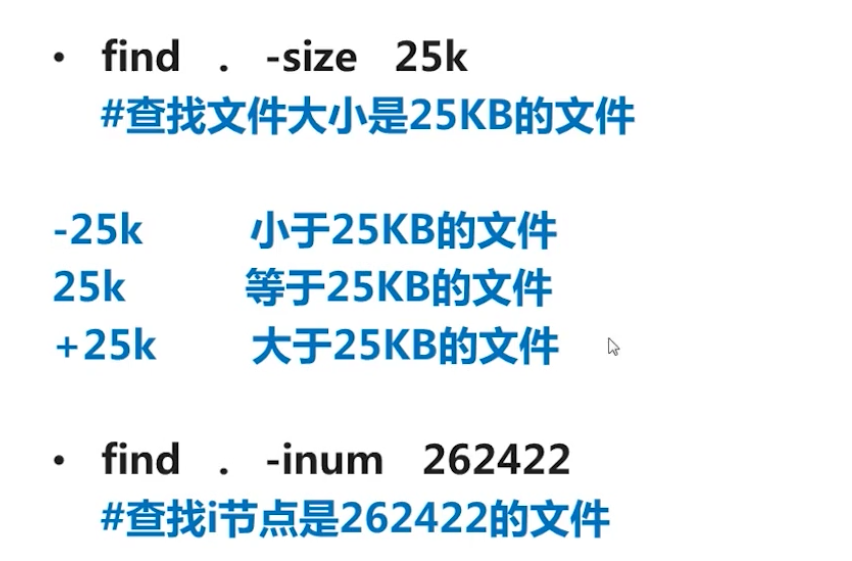 • find . -size 25k
#查找文件大小是25KB的文件
-25k 小于25KB的文件
25k 等于25KB的文件
+25k 大于25KB的文件
• find . -inum 262422
#查找i节点是262422的文件